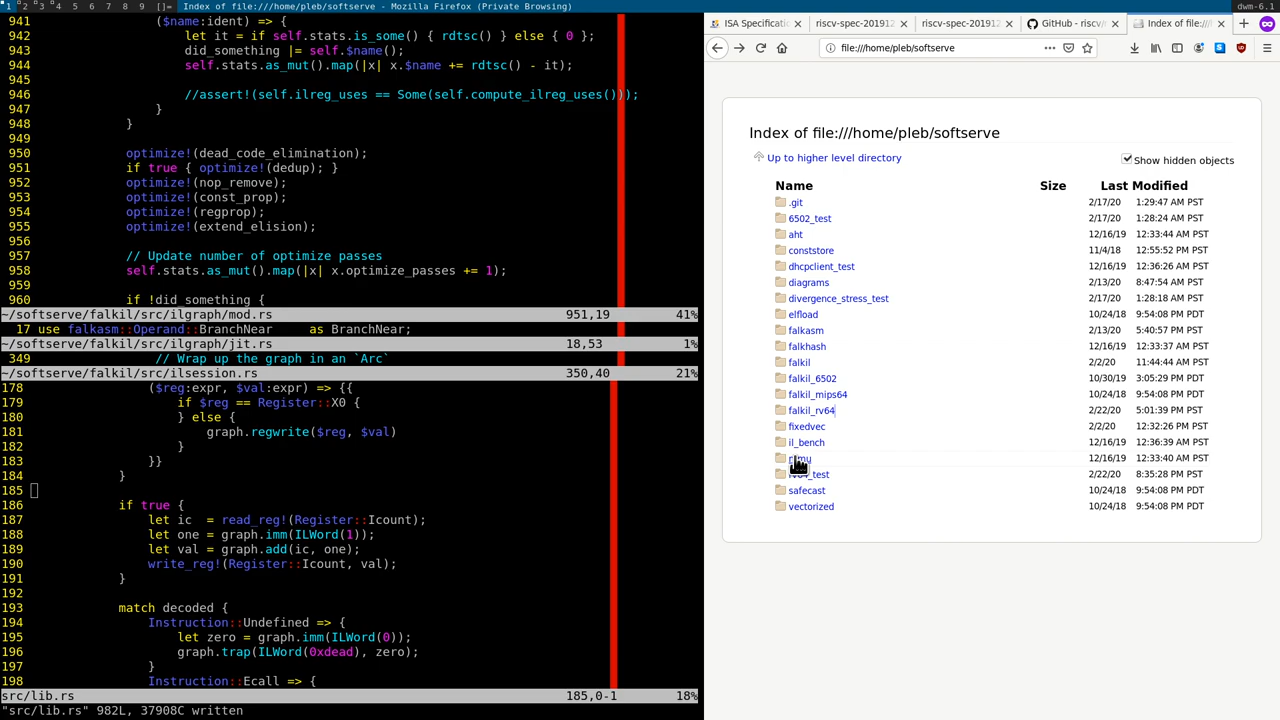 1 2 3 4 5 6 7 8 9 []= Index of file:///home/pleb/softserve - Mozilla Firefox (Private Browsing) dwm-6.1
941 ($name:ident) => {
942 let it = if self.stats.is_some() { rdtsc() } else { 0 };
943 did_something |= self.$name();
944 self.stats.as_mut().map(|x| x.$name += rdtsc() - it);
945
946 //assert!(self.ilreg_uses == Some(self.compute_ilreg_uses()));
947 }
948 }
949
950 optimize!(dead_code_elimination);
951 if true { optimize!(dedup); }
952 optimize!(nop_remove);
953 optimize!(const_prop);
954 optimize!(regprop);
955 optimize!(extend_elision);
956
957 // Update number of optimize passes
958 self.stats.as_mut().map(|x| x.optimize_passes += 1);
959
960 if !did_something {
~/softserve/falkil/src/ilgraph/mod.rs 951,19 41%
17 use falkasm::Operand::BranchNear as BranchNear;
~/softserve/falkil/src/ilgraph/jit.rs 18,53 1%
349 // Wrap up the graph in an `Arc`
~/softserve/falkil/src/ilsession.rs 350,40 21%
178 ($reg:expr, $val:expr) => {{
179 if $reg == Register::X0 {
180 } else {
181 graph.regwrite($reg, $val)
182 }
183 }}
184 }
185
186 if true {
187 let ic = read_reg!(Register::Icount);
188 let one = graph.imm(ILWord(1));
189 let val = graph.add(ic, one);
190 write_reg!(Register::Icount, val);
191 }
192
193 match decoded {
194 Instruction::Undefined => {
195 let zero = graph.imm(ILWord(0));
196 graph.trap(ILWord(0xdead), zero);
197 }
198 Instruction::Ecall => {
src/lib.rs 185,0-1 18%
"src/lib.rs" 982L, 37908C written
ISA Specificatio riscv-spec-201912 riscv-spec-201912 GitHub - riscv/r Index of file:///
file:///home/pleb/softserve
Index of file:///home/pleb/softserve
Up to higher level directory Show hidden objects
Name Size Last Modified
.git 2/17/20 1:29:47 AM PST
6502_test 2/17/20 1:28:24 AM PST
aht 12/16/19 12:33:44 AM PST
conststore 11/4/18 12:55:52 PM PST
dhcpclient_test 12/16/19 12:36:26 AM PST
diagrams 2/13/20 8:47:54 AM PST
divergence_stress_test 2/17/20 1:28:18 AM PST
elfload 10/24/18 9:54:08 PM PDT
falkasm 2/13/20 5:40:57 PM PST
falkhash 12/16/19 12:33:37 AM PST
falkil 2/2/20 11:44:44 AM PST
falkil_6502 10/30/19 3:05:29 PM PST
falkil_mips64 10/24/18 9:54:08 PM PDT
falkil_rv64 2/22/20 5:01:39 PM PST
fixedvec 2/2/20 12:32:26 PM PST
il_bench 12/16/19 12:36:39 AM PST
12/16/19 12:33:40 AM PST
2/22/20 8:35:28 PM PST
safecast 10/24/18 9:54:08 PM PDT
vectorized 10/24/18 9:54:08 PM PDT